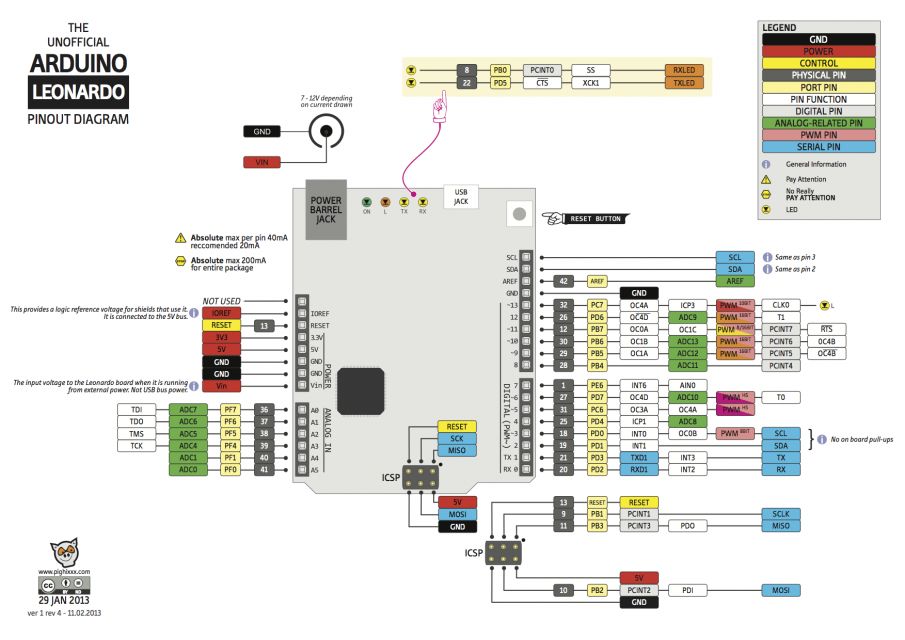 THE
UNOFFICIAL
ARDUINO
LEONARDO
PINOUT DIAGRAM
7 - 12V depending
on current drawn
GND
VIN
8 PB0 PCINT0 SS RXLED
22 PD5 CTS XCK1 TXLED
LEGEND
GND
POWER
CONTROL
PHYSICAL PIN
PORT PIN
PIN FUNCTION
DIGITAL PIN
ANALOG-RELATED PIN
PWM PIN
SERIAL PIN
General Information
Pay Attention
No Really
PAY ATTENTION
LED
POWER
BARREL
JACK
ON L TX RX
USB
JACK
RESET BUTTON
Absolute max per pin 40mA
reccomended 20mA
Absolute max 200mA
for entire package
SCL SCL Same as pin 3
SDA SDA Same as pin 2
AREF 42 AREF AREF
GND GND
~13 32 PC7 OC4A ICP3 PWM 16BIT CLK0 L
12 26 PD6 OC4D ADC9 PWM 16BIT T1
~11 12 PB7 OC0A OC1C PWM 8/16BIT PCINT7 RTS
~10 30 PB6 OC1B ADC13 PWM 16BIT PCINT6 OC4B
~9 29 PB5 OC1A ADC12 PWM 16BIT PCINT5 OC4B
8 28 PB4 ADC11 PCINT4
7 1 PE6 INT6 AIN0
~6 27 PD7 OC4D ADC10 PWM HS T0
~5 31 PC6 OC3A OC4A PWM HS
4 25 PD4 ICP1 ADC8
~3 18 PD0 INT0 OC0B PWM 8BIT SCL
2 19 PD1 INT1 SDA
No on board pull-ups
TX 1 21 PD3 TXD1 INT3 TX
RX 0 20 PD2 RXD1 INT2 RX
DIGITAL (PWM~)
NOT USED
This provides a logic reference voltage for shields that use it.
It is connected to the 5V bus.
IOREF IOREF
RESET 13 RESET
3V3 3.3V
5V 5V
GND GND
GND GND
The input voltage to the Leonardo board when it is running
from external power. Not USB bus power.
Vin Vin
POWER
TDI ADC7 PF7 36 A0
TDO ADC6 PF6 37 A1
TMS ADC5 PF5 38 A2
TCK ADC4 PF4 39 A3
ADC1 PF1 40 A4
ADC0 PF0 41 A5
ANALOG IN
RESET
SCK
MISO
ICSP
5V
MOSI
GND
13 RESET RESET
9 PB1 PCINT1 SCLK
11 PB3 PCINT3 PDO MISO
ICSP
5V
10 PB2 PCINT2 PDI MOSI
GND
www.pighixxx.com
cc BY ND
29 JAN 2013
ver 1 rev 4 - 11.02.2013